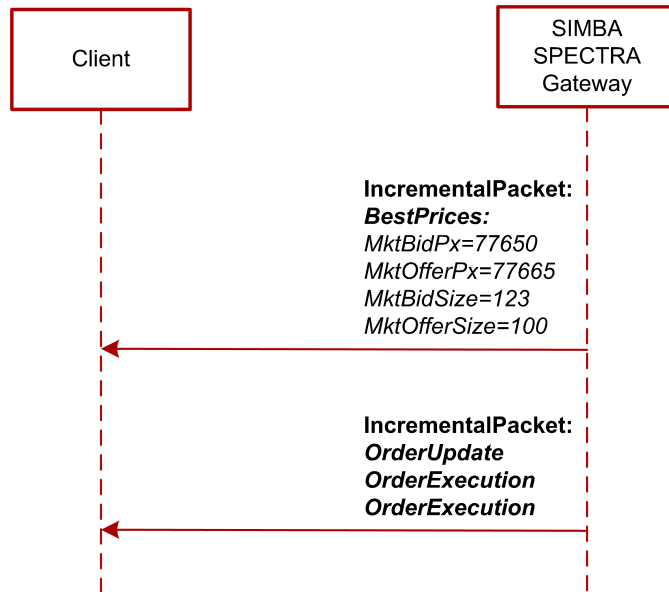 Client
SIMBA
SPECTRA
Gateway
IncrementalPacket:
BestPrices:
MktBidPx=77650
MktOfferPx=77665
MktBidSize=123
MktOfferSize=100
IncrementalPacket:
OrderUpdate
OrderExecution
OrderExecution